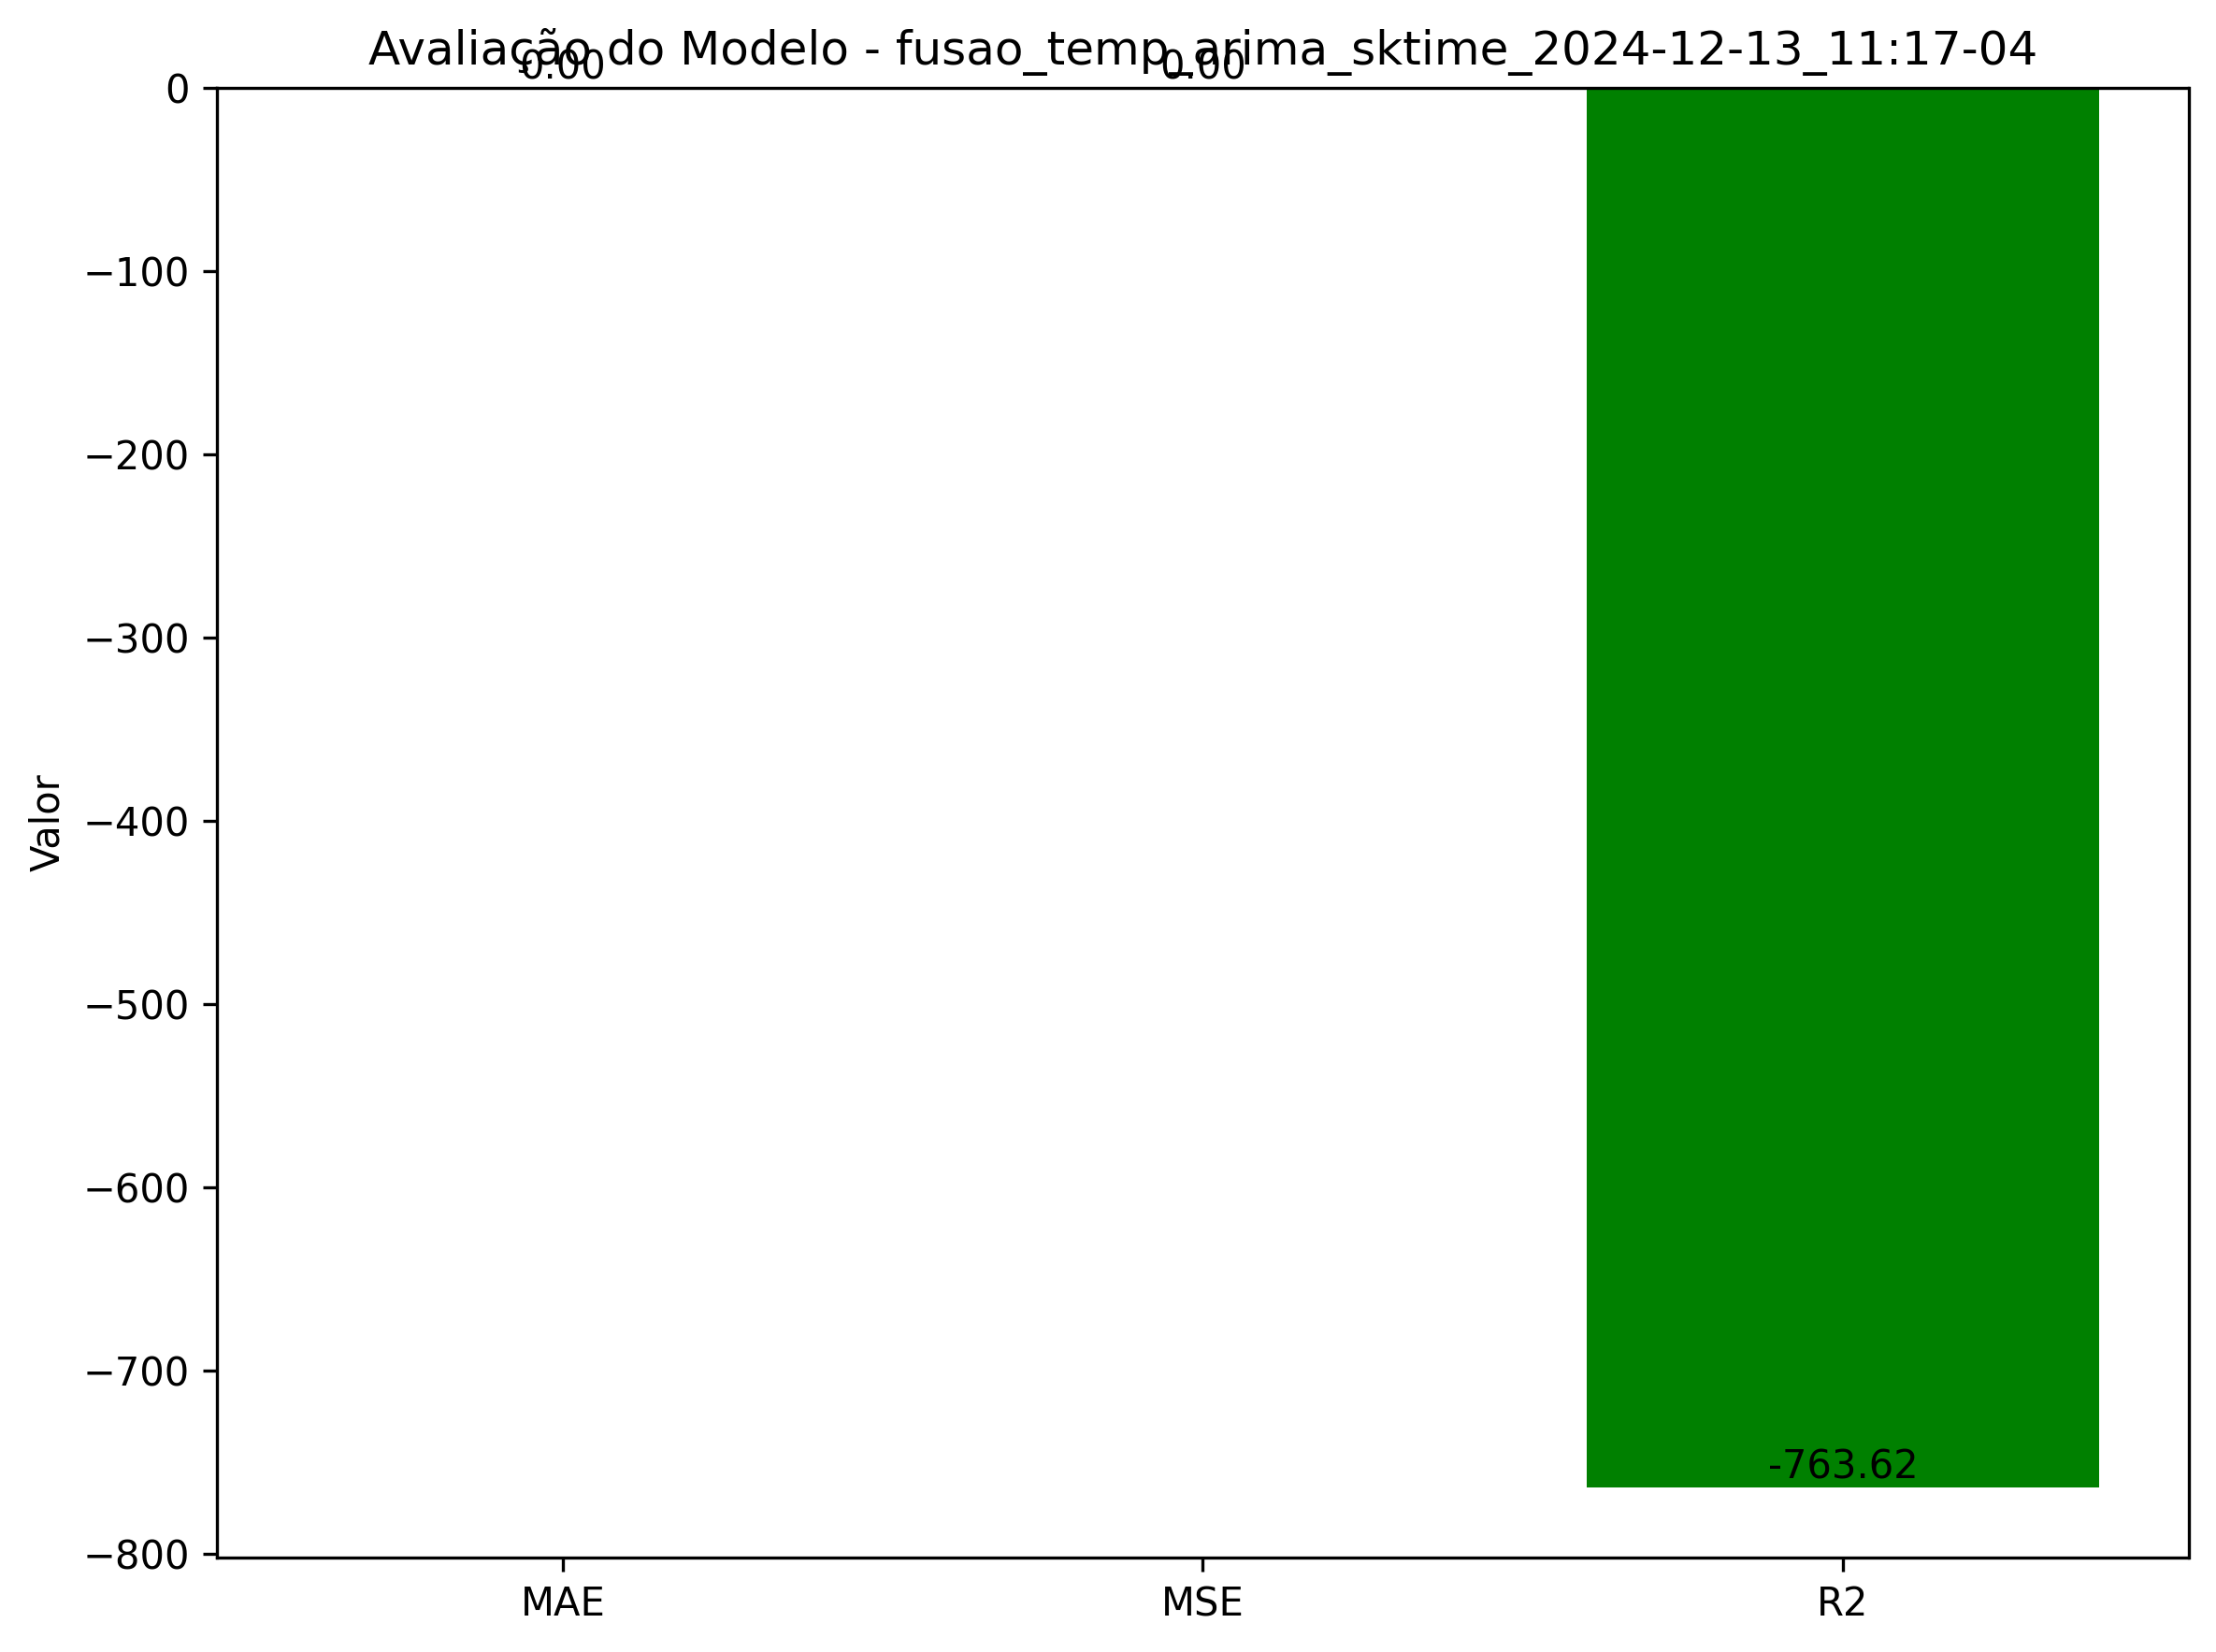 Avaliação do Modelo - fusao_temp_arima_sktime_2024-12-13_11:17-04
0.00
0.00
0
−100
−200
−300
−400
−500
−600
−700
−800
Valor
-763.62
MAE
MSE
R2